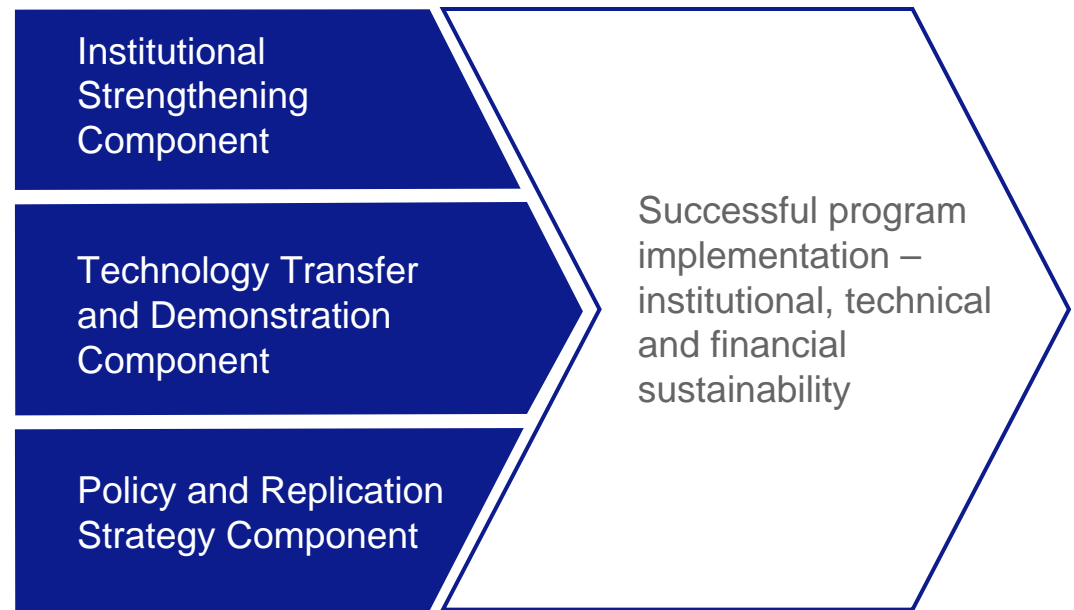 Institutional
Strengthening
Component
Technology Transfer
and Demonstration
Component
Policy and Replication
Strategy Component
Successful program
implementation –
institutional, technical
and financial
sustainability